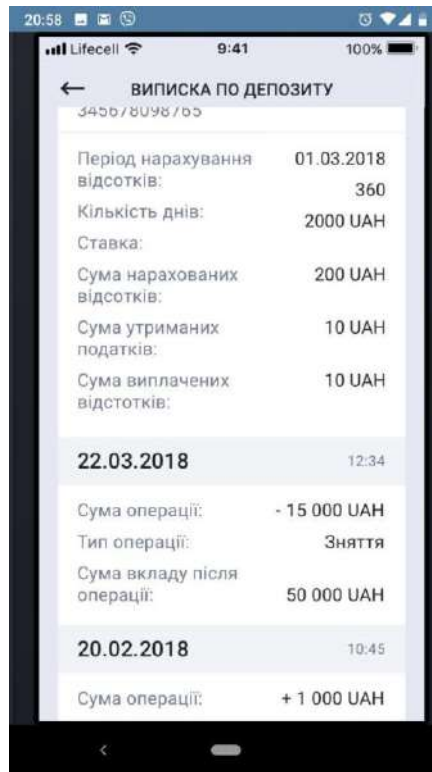 20:58
Lifecell 9:41 100%
ВИПИСКА ПО ДЕПОЗИТУ
345678098765
Період нарахування 01.03.2018
відсотків:
360
Кількість днів:
2000 UAH
Ставка:
Сума нарахованих 200 UAH
відсотків:
Сума утриманих 10 UAH
податків:
Сума виплачених 10 UAH
відстотків:
22.03.2018 12:34
Сума операції: - 15 000 UAH
Тип операції: Зняття
Сума вкладу після
операції: 50 000 UAH
20.02.2018 10:45
Сума операції: + 1 000 UAH